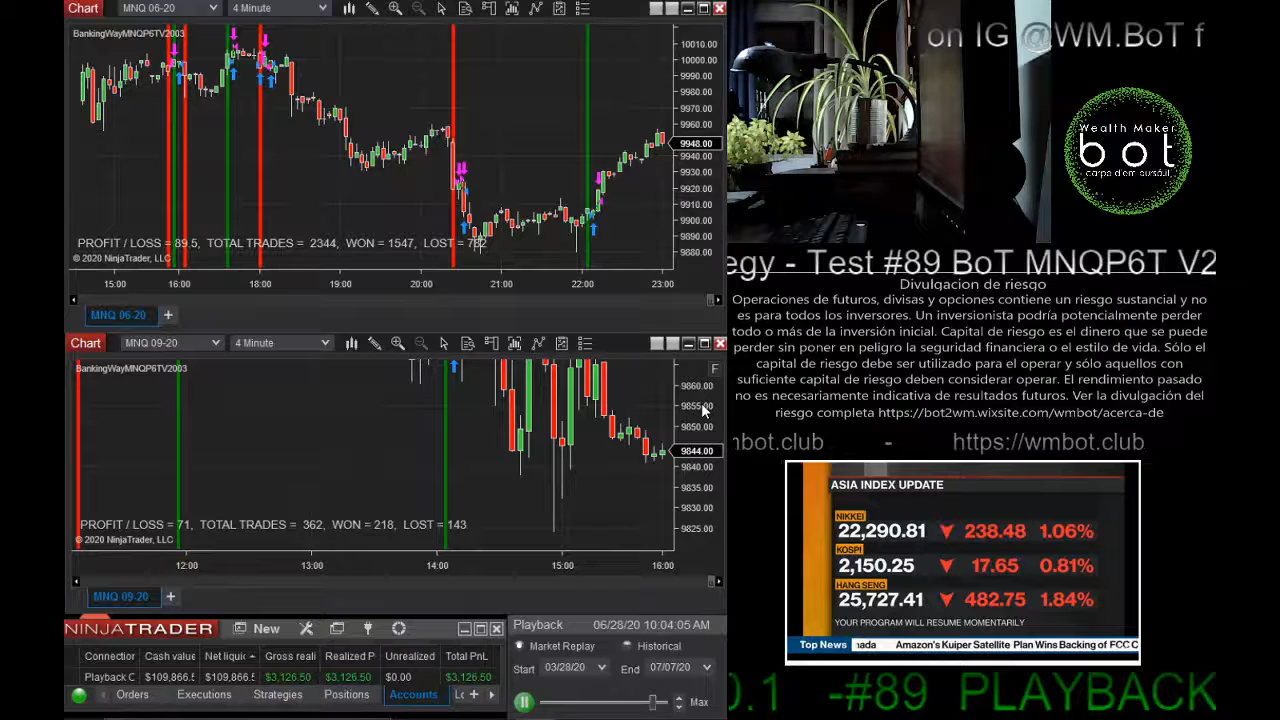 Chart MNQ 06-20 4 Minute
BankingWayMNQP6TV2003
10010.00
10000.00
9990.00
9980.00
9970.00
9960.00
9948.00
9940.00
9930.00
9920.00
9910.00
9900.00
9890.00
9880.00
PROFIT / LOSS = 89.5, TOTAL TRADES = 2344, WON = 1547, LOST = 782
© 2020 NinjaTrader, LLC
15:00 16:00 18:00 19:00 20:00 21:00 22:00 23:00
MNQ 06-20 +
Chart MNQ 09-20 4 Minute
BankingWayMNQP6TV2003
F
9860.00
9855.00
9850.00
9844.00
9840.00
9835.00
9830.00
9825.00
PROFIT / LOSS = 71, TOTAL TRADES = 362, WON = 218, LOST = 143
© 2020 NinjaTrader, LLC
12:00 13:00 14:00 15:00 16:00
MNQ 09-20 +
NINJATRADER New
Connection Cash value Net liquic Gross reali Realized P Unrealized Total PnL
Playback C $109,866.5 $109,866.5 $3,126.50 $3,126.50 $0.00 $3,126.50
Orders Executions Strategies Positions Accounts Lc +
Playback 06/28/20 10:04:05 AM
Market Replay Historical
Start 03/28/20 End 07/07/20
Max
on IG @WM.BoT f
Wealth Maker
bot
egy - Test #89 BoT MNQP6T V2
Divulgacion de riesgo
Operaciones de futuros, divisas y opciones contiene un riesgo sustancial y no
es para todos los inversores. Un inversionista podría potencialmente perder
todo o más de la inversión inicial. Capital de riesgo es el dinero que se puede
perder sin poner en peligro la seguridad financiera o el estilo de vida. Sólo el
capital de riesgo debe ser utilizado para el operar y sólo aquellos con
suficiente capital de riesgo deben considerar operar. El rendimiento pasado
no es necesariamente indicativa de resultados futuros. Ver la divulgación del
riesgo completa https://bot2wm.wixsite.com/wmbot/acerca-de
nbot.club - https://wmbot.club
ASIA INDEX UPDATE
NIKKEI
22,290.81 ▼ 238.48 1.06%
KOSPI
2,150.25 ▼ 17.65 0.81%
HANG SENG
25,727.41 ▼ 482.75 1.84%
YOUR PROGRAM WILL RESUME MOMENTARILY
Top News nada Amazon's Kuiper Satellite Plan Wins Backing of FCC C
0.1 -#89 PLAYBACK